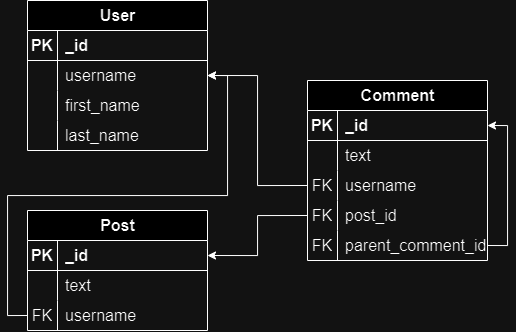 User
PK _id
username
first_name
last_name
Comment
PK _id
text
FK username
FK post_id
FK parent_comment_id
Post
PK _id
text
FK username